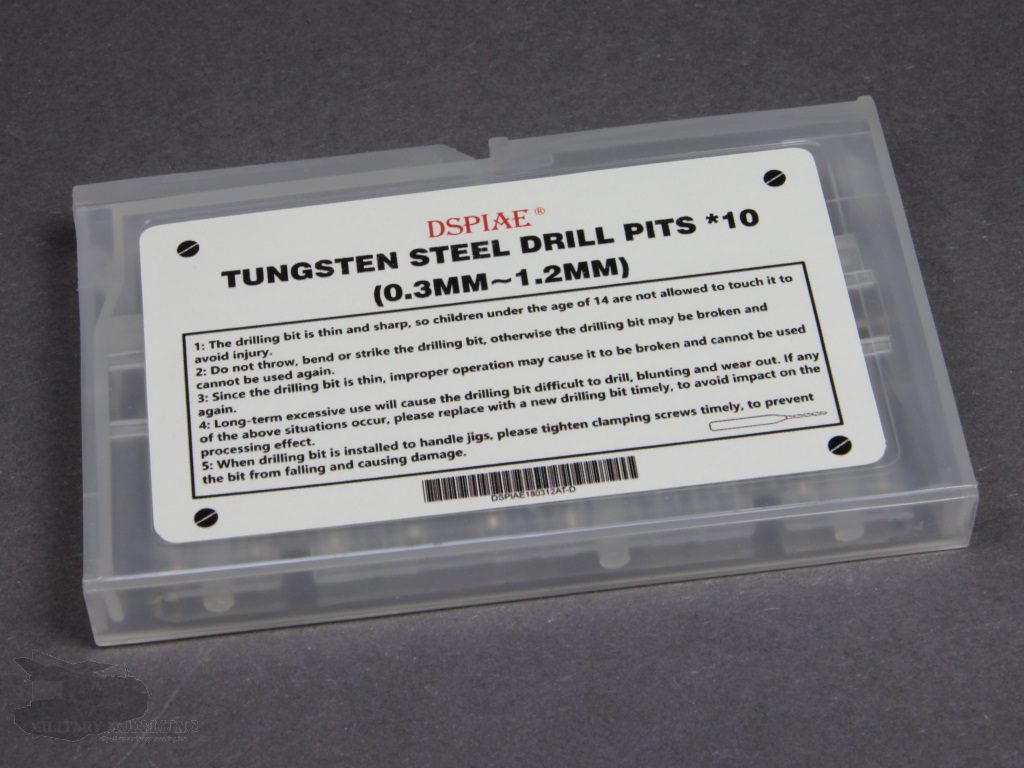 DSPIAE®
TUNGSTEN STEEL DRILL PITS *10
(0.3MM~1.2MM)
1: The drilling bit is thin and sharp, so children under the age of 14 are not allowed to touch it to
avoid injury.
2: Do not throw, bend or strike the drilling bit, otherwise the drilling bit may be broken and
cannot be used again.
3: Since the drilling bit is thin, improper operation may cause it to be broken and cannot be used
again.
4: Long-term excessive use will cause the drilling bit difficult to drill, blunting and wear out. If any
of the above situations occur, please replace with a new drilling bit timely, to avoid impact on the
processing effect.
5: When drilling bit is installed to handle jigs, please tighten clamping screws timely, to prevent
the bit from falling and causing damage.
DSPIAE180312AT-D
MILITARY